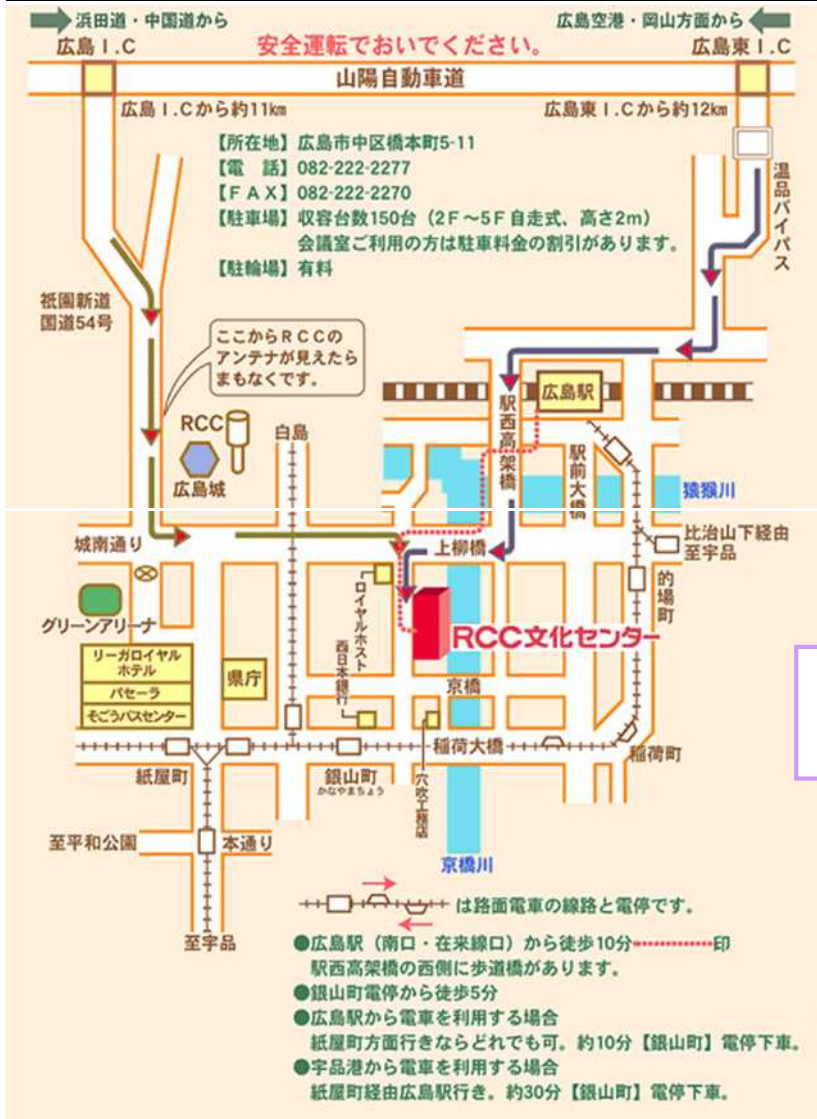 浜田道・中国道から
広島空港・岡山方面から
広島I.C
安全運転でおいでください。
広島東I.C
山陽自動車道
広島I.Cから約11km
広島東I.Cから約12km
【所在地】広島市中区橋本町5-11
【電　話】082-222-2277
【ＦＡＸ】082-222-2270
【駐車場】収容台数150台（2F～5F自走式、高さ2m）
会議室ご利用の方は駐車料金の割引があります。
【駐輪場】有料
温品バイパス
祇園新道
国道54号
ここからＲＣＣの
アンテナが見えたら
まもなくです。
広島駅
駅西高架橋
RCC
白島
駅前大橋
広島城
猿猴川
城南通り
上柳橋
比治山下経由
至宇品
的場町
グリーンアリーナ
ロイヤルホスト
RCC文化センター
リーガロイヤル
ホテル
パセーラ
そごうバスセンター
県庁
西日本銀行
京橋
紙屋町
銀山町
かなやまちょう
稲荷大橋
稲荷町
穴吹工務店
至平和公園
本通り
京橋川
至宇品
は路面電車の線路と電停です。
●広島駅（南口・在来線口）から徒歩10分 印
駅西高架橋の西側に歩道橋があります。
●銀山町電停から徒歩5分
●広島駅から電車を利用する場合
紙屋町方面行きならどれでも可。約10分【銀山町】電停下車。
●宇品港から電車を利用する場合
紙屋町経由広島駅行き。約30分【銀山町】電停下車。